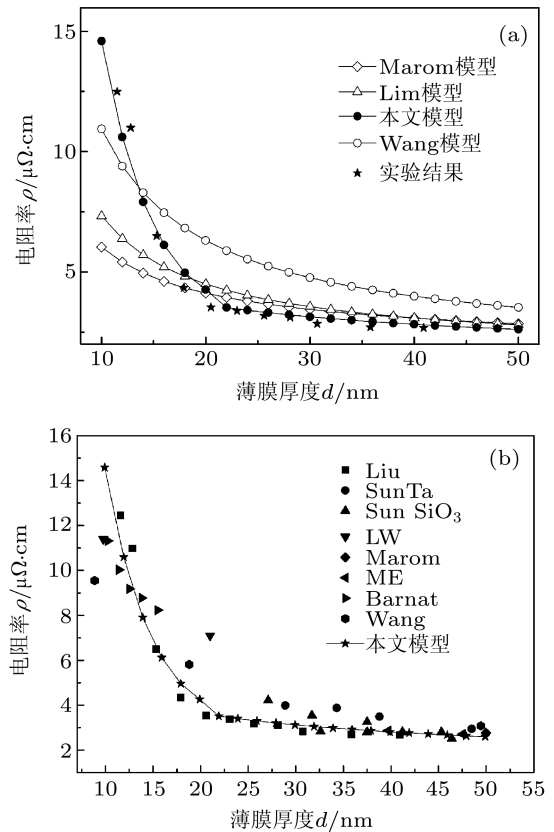 15
10
5
电阻率ρ/μΩ·cm
(a)
Marom模型
Lim模型
本文模型
Wang模型
实验结果
10 20 30 40 50
薄膜厚度d/nm
16
14
12
10
8
6
4
2
电阻率ρ/μΩ·cm
(b)
Liu
SunTa
Sun SiO3
LW
Marom
ME
Barnat
Wang
本文模型
10 15 20 25 30 35 40 45 50 55
薄膜厚度d/nm